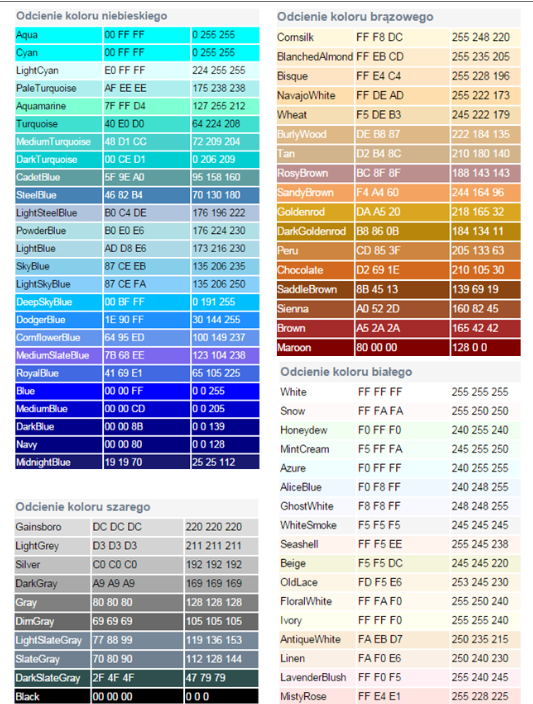 Odcienie koloru niebieskiego
Aqua 00 FF FF 0 255 255
Cyan 00 FF FF 0 255 255
LightCyan E0 FF FF 224 255 255
PaleTurquoise AF EE EE 175 238 238
Aquamarine 7F FF D4 127 255 212
Turquoise 40 E0 D0 64 224 208
MediumTurquoise 48 D1 CC 72 209 204
DarkTurquoise 00 CE D1 0 206 209
CadetBlue 5F 9E A0 95 158 160
SteelBlue 46 82 B4 70 130 180
LightSteelBlue B0 C4 DE 176 196 222
PowderBlue B0 E0 E6 176 224 230
LightBlue AD D8 E6 173 216 230
SkyBlue 87 CE EB 135 206 235
LightSkyBlue 87 CE FA 135 206 250
DeepSkyBlue 00 BF FF 0 191 255
DodgerBlue 1E 90 FF 30 144 255
CornflowerBlue 64 95 ED 100 149 237
MediumSlateBlue 7B 68 EE 123 104 238
RoyalBlue 41 69 E1 65 105 225
Blue 00 00 FF 0 0 255
MediumBlue 00 00 CD 0 0 205
DarkBlue 00 00 8B 0 0 139
Navy 00 00 80 0 0 128
MidnightBlue 19 19 70 25 25 112
Odcienie koloru szarego
Gainsboro DC DC DC 220 220 220
LightGrey D3 D3 D3 211 211 211
Silver C0 C0 C0 192 192 192
DarkGray A9 A9 A9 169 169 169
Gray 80 80 80 128 128 128
DimGray 69 69 69 105 105 105
LightSlateGray 77 88 99 119 136 153
SlateGray 70 80 90 112 128 144
DarkSlateGray 2F 4F 4F 47 79 79
Black 00 00 00 0 0 0
Odcienie koloru brązowego
Cornsilk FF F8 DC 255 248 220
BlanchedAlmond FF EB CD 255 235 205
Bisque FF E4 C4 255 228 196
NavajoWhite FF DE AD 255 222 173
Wheat F5 DE B3 245 222 179
BurlyWood DE B8 87 222 184 135
Tan D2 B4 8C 210 180 140
RosyBrown BC 8F 8F 188 143 143
SandyBrown F4 A4 60 244 164 96
Goldenrod DA A5 20 218 165 32
DarkGoldenrod B8 86 0B 184 134 11
Peru CD 85 3F 205 133 63
Chocolate D2 69 1E 210 105 30
SaddleBrown 8B 45 13 139 69 19
Sienna A0 52 2D 160 82 45
Brown A5 2A 2A 165 42 42
Maroon 80 00 00 128 0 0
Odcienie koloru białego
White FF FF FF 255 255 255
Snow FF FA FA 255 250 250
Honeydew F0 FF F0 240 255 240
MintCream F5 FF FA 245 255 250
Azure F0 FF FF 240 255 255
AliceBlue F0 F8 FF 240 248 255
GhostWhite F8 F8 FF 248 248 255
WhiteSmoke F5 F5 F5 245 245 245
Seashell FF F5 EE 255 245 238
Beige F5 F5 DC 245 245 220
OldLace FD F5 E6 253 245 230
FloralWhite FF FA F0 255 250 240
Ivory FF FF F0 255 255 240
AntiqueWhite FA EB D7 250 235 215
Linen FA F0 E6 250 240 230
LavenderBlush FF F0 F5 255 240 245
MistyRose FF E4 E1 255 228 225